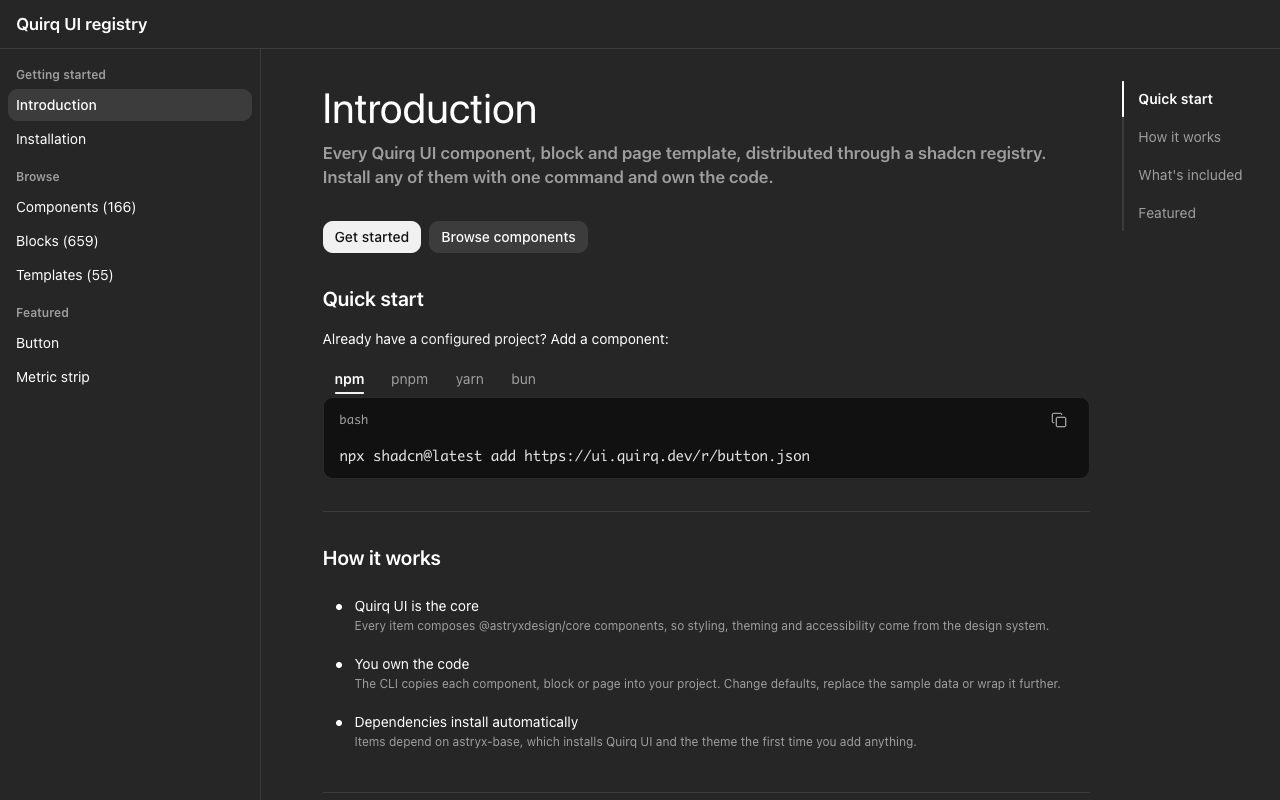 Quirq UI registry
Getting started
Introduction
Installation
Browse
Components (166)
Blocks (659)
Templates (55)
Featured
Button
Metric strip
Introduction
Every Quirq UI component, block and page template, distributed through a shadcn registry.
Install any of them with one command and own the code.
Get started
Browse components
Quick start
Already have a configured project? Add a component:
npm pnpm yarn bun
bash
npx shadcn@latest add https://ui.quirq.dev/r/button.json
How it works
Quirq UI is the core
Every item composes @astryxdesign/core components, so styling, theming and accessibility come from the design system.
You own the code
The CLI copies each component, block or page into your project. Change defaults, replace the sample data or wrap it further.
Dependencies install automatically
Items depend on astryx-base, which installs Quirq UI and the theme the first time you add anything.
Quick start
How it works
What's included
Featured